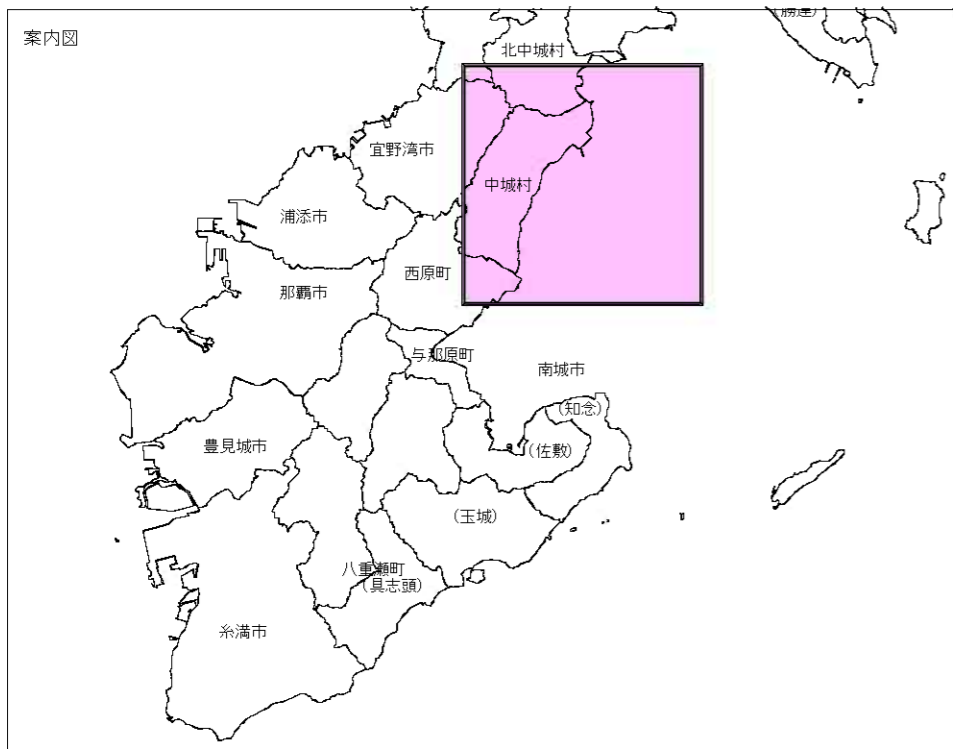 (勝連)
案内図
北中城村
宜野湾市
中城村
浦添市
西原町
那覇市
与那原町
南城市
(知念)
豊見城市
(佐敷)
(玉城)
八重瀬町
(具志頭)
糸満市